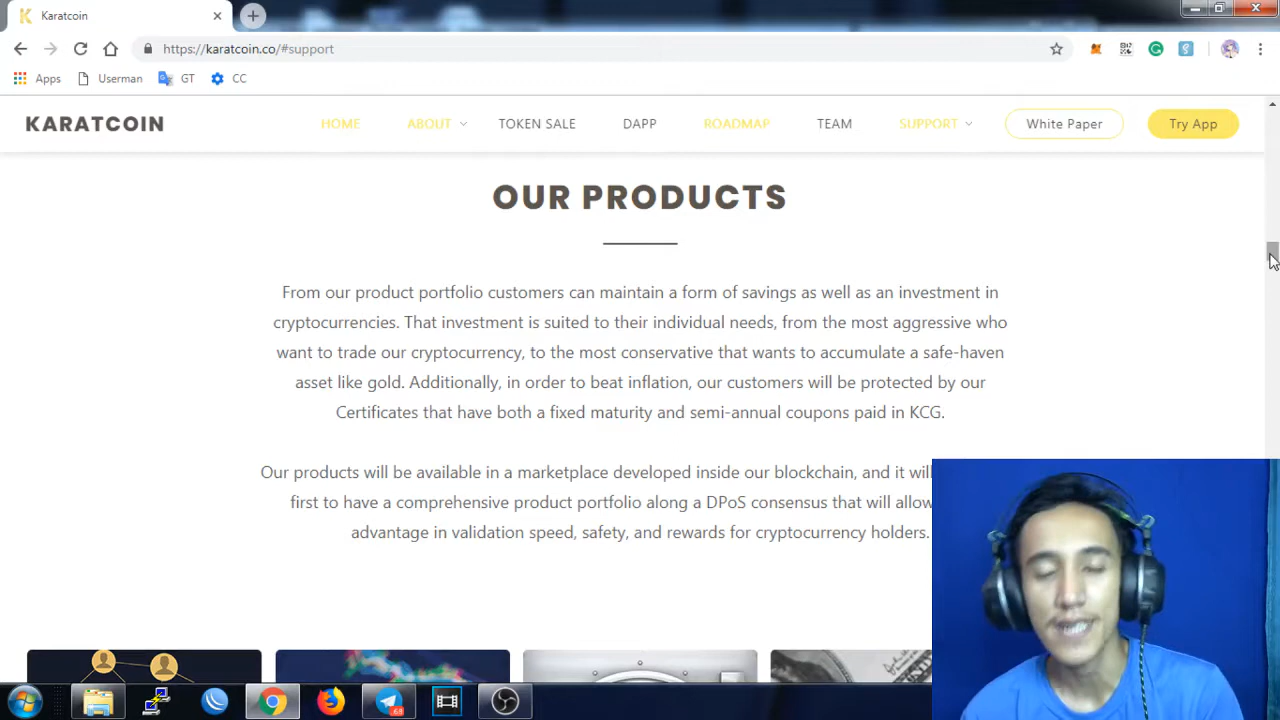 Karatcoin
https://karatcoin.co/#support
Apps
Userman
GT
CC
KARATCOIN
HOME
ABOUT
TOKEN SALE
DAPP
ROADMAP
TEAM
SUPPORT
White Paper
Try App
OUR PRODUCTS
From our product portfolio customers can maintain a form of savings as well as an investment in
cryptocurrencies. That investment is suited to their individual needs, from the most aggressive who
want to trade our cryptocurrency, to the most conservative that wants to accumulate a safe-haven
asset like gold. Additionally, in order to beat inflation, our customers will be protected by our
Certificates that have both a fixed maturity and semi-annual coupons paid in KCG.
Our products will be available in a marketplace developed inside our blockchain, and it will
first to have a comprehensive product portfolio along a DPoS consensus that will allow
advantage in validation speed, safety, and rewards for cryptocurrency holders.